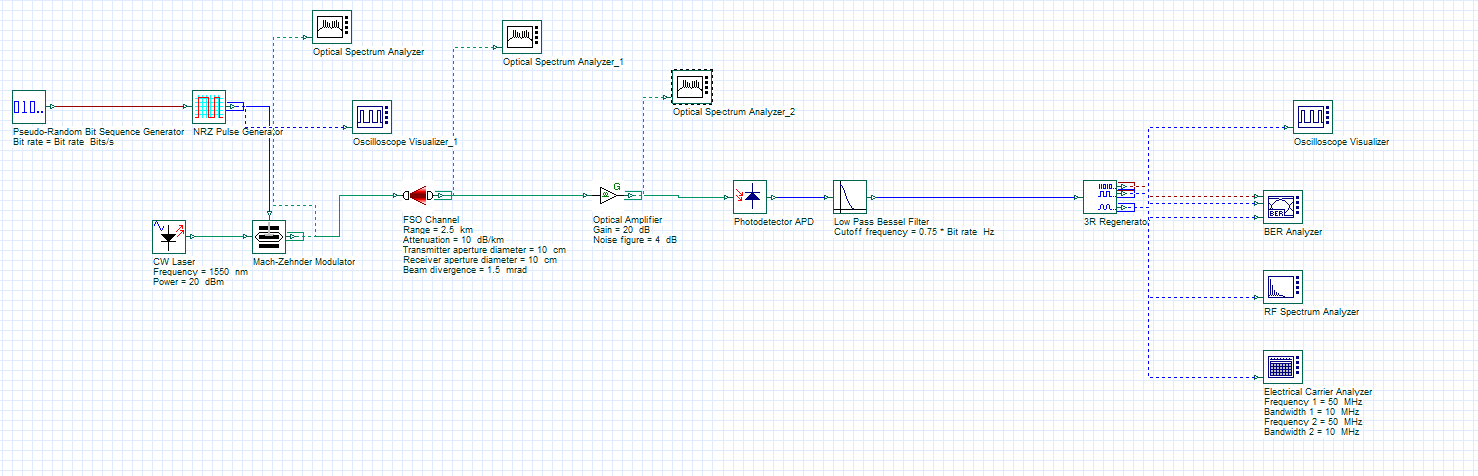 Optical Spectrum Analyzer
Optical Spectrum Analyzer_1
Optical Spectrum Analyzer_2
010..
Pseudo-Random Bit Sequence Generator
Bit rate = Bit rate Bits/s
NRZ Pulse Generator
Oscilloscope Visualizer_1
Oscilloscope Visualizer
CW Laser
Frequency = 1550 nm
Power = 20 dBm
Mach-Zehnder Modulator
FSO Channel
Range = 2.5 km
Attenuation = 10 dB/km
Transmitter aperture diameter = 10 cm
Receiver aperture diameter = 10 cm
Beam divergence = 1.5 mrad
G
Optical Amplifier
Gain = 20 dB
Noise figure = 4 dB
Photodetector APD
Low Pass Bessel Filter
Cutoff frequency = 0.75 * Bit rate Hz
3R Regenerator
BER
BER Analyzer
RF Spectrum Analyzer
Electrical Carrier Analyzer
Frequency 1 = 50 MHz
Bandwidth 1 = 10 MHz
Frequency 2 = 50 MHz
Bandwidth 2 = 10 MHz